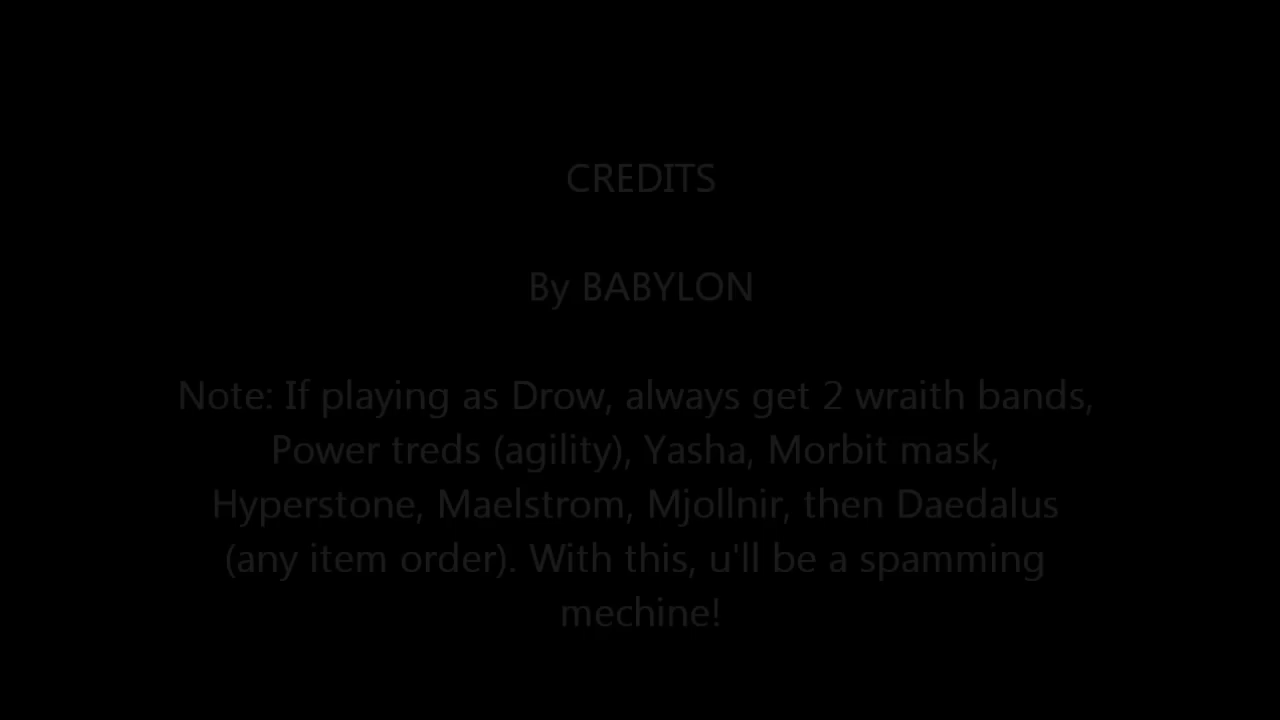 CREDITS
By BABYLON
Note: If playing as Drow, always get 2 wraith bands,
Power treds (agility), Yasha, Morbit mask,
Hyperstone, Maelstrom, Mjollnir, then Daedalus
(any item order). With this, u'll be a spamming
mechine!